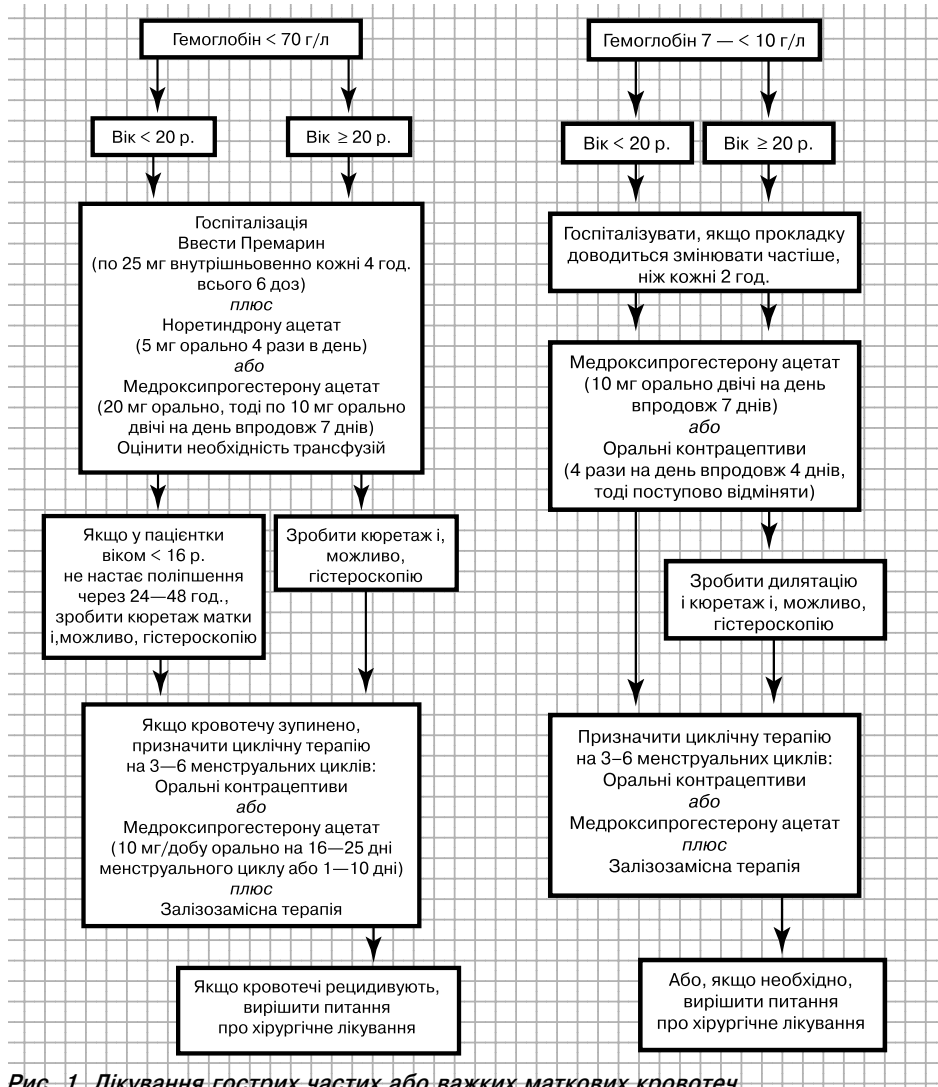 Гемоглобін < 70 г/л
Вік < 20 р.
Вік ≥ 20 р.
Госпіталізація
Ввести Премарин
(по 25 мг внутрішньовенно кожні 4 год.
всього 6 доз)
плюс
Норетиндрону ацетат
(5 мг орально 4 рази в день)
або
Медроксипрогестерону ацетат
(20 мг орально, тоді по 10 мг орально
двічі на день впродовж 7 днів)
Оцінити необхідність трансфузій
Якщо у пацієнтки
віком < 16 р.
не настає поліпшення
через 24—48 год.,
зробити кюретаж матки
і,можливо, гістероскопію
Зробити кюретаж і,
можливо,
гістероскопію
Якщо кровотечу зупинено,
призначити циклічну терапію
на 3—6 менструальних циклів:
Оральні контрацептиви
або
Медроксипрогестерону ацетат
(10 мг/добу орально на 16—25 дні
менструального циклу або 1—10 дні)
плюс
Залізозамісна терапія
Якщо кровотечі рецидивують,
вирішити питання
про хірургічне лікування
Гемоглобін 7 — < 10 г/л
Вік < 20 р.
Вік ≥ 20 р.
Госпіталізувати, якщо прокладку
доводиться змінювати частіше,
ніж кожні 2 год.
Медроксипрогестерону ацетат
(10 мг орально двічі на день
впродовж 7 днів)
або
Оральні контрацептиви
(4 рази на день впродовж 4 днів,
тоді поступово відміняти)
Зробити дилятацію
і кюретаж і, можливо,
гістероскопію
Призначити циклічну терапію
на 3–6 менструальних циклів:
Оральні контрацептиви
або
Медроксипрогестерону ацетат
плюс
Залізозамісна терапія
Або, якщо необхідно,
вирішити питання
про хірургічне лікування
Рис. 1. Лікування гострих частих або важких маткових кровотеч